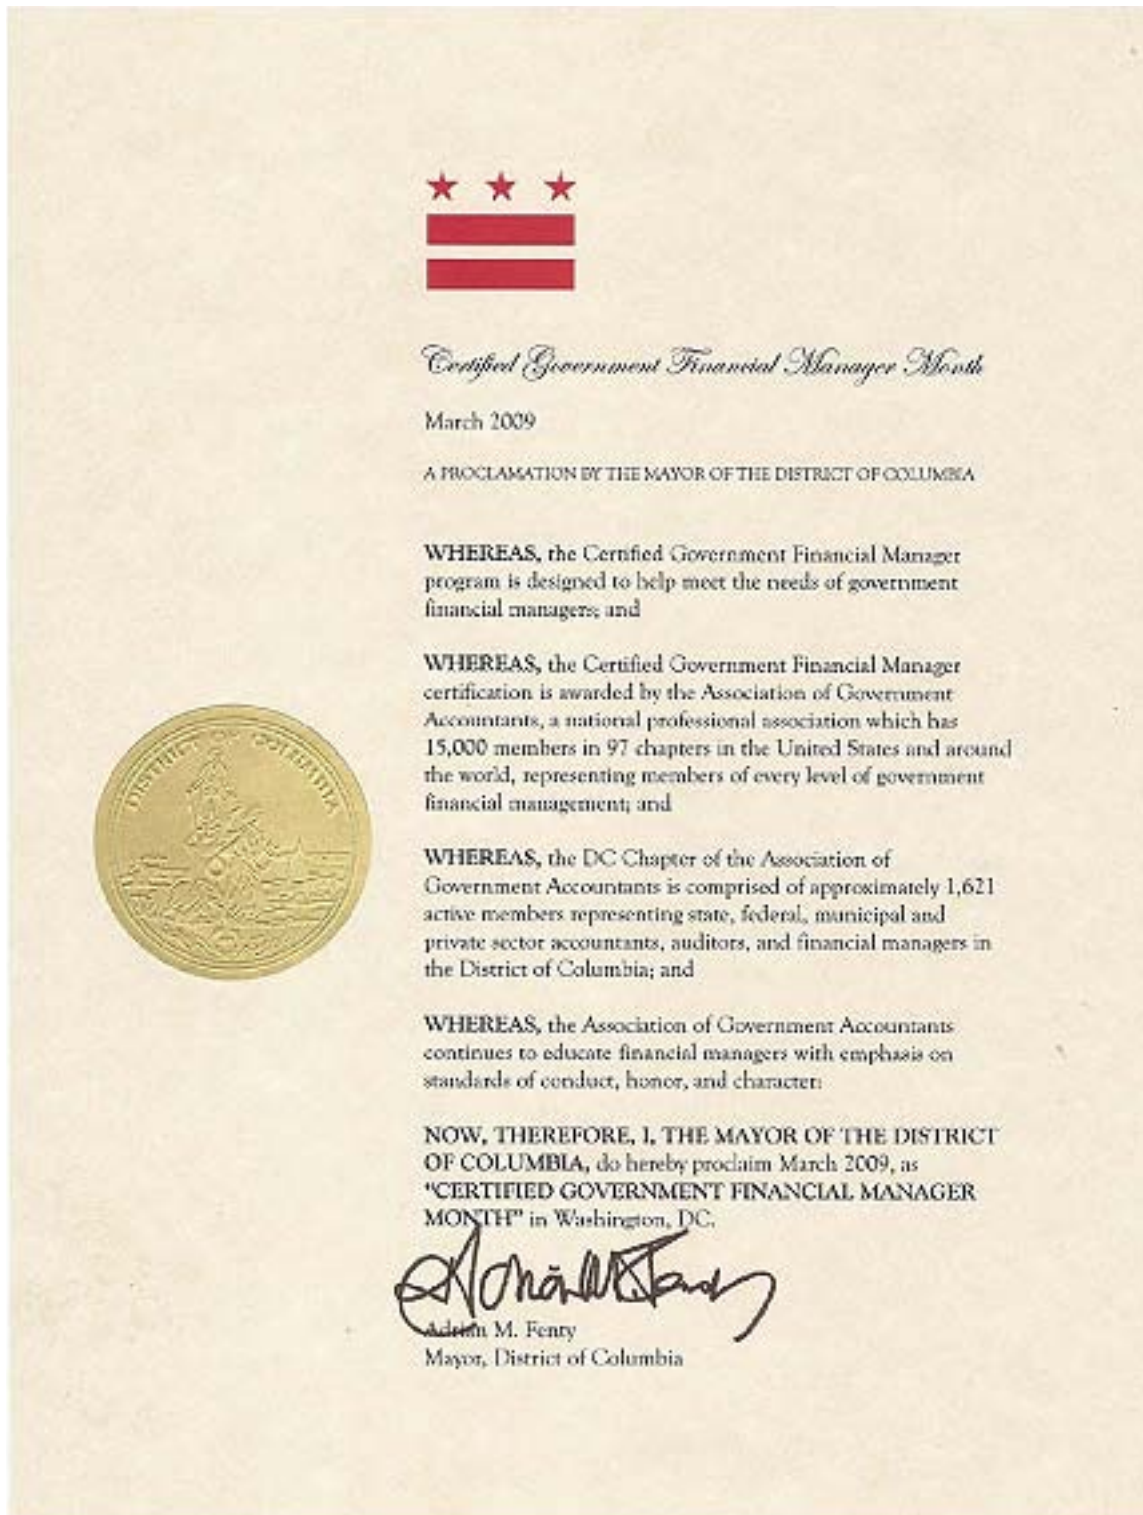 Certified Government Financial Manager Month
March 2009
A PROCLAMATION BY THE MAYOR OF THE DISTRICT OF COLUMBIA
WHEREAS, the Certified Government Financial Manager
program is designed to help meet the needs of government
financial managers; and
WHEREAS, the Certified Government Financial Manager
certification is awarded by the Association of Government
Accountants, a national professional association which has
15,000 members in 97 chapters in the United States and around
the world, representing members of every level of government
financial management; and
DISTRICT OF COLUMBIA
WHEREAS, the DC Chapter of the Association of
Government Accountants is comprised of approximately 1,621
active members representing state, federal, municipal and
private sector accountants, auditors, and financial managers in
the District of Columbia; and
WHEREAS, the Association of Government Accountants
continues to educate financial managers with emphasis on
standards of conduct, honor, and character:
NOW, THEREFORE, I, THE MAYOR OF THE DISTRICT
OF COLUMBIA, do hereby proclaim March 2009, as
“CERTIFIED GOVERNMENT FINANCIAL MANAGER
MONTH” in Washington, DC.
Adrian M. Fenty
Adrian M. Fenty
Mayor, District of Columbia